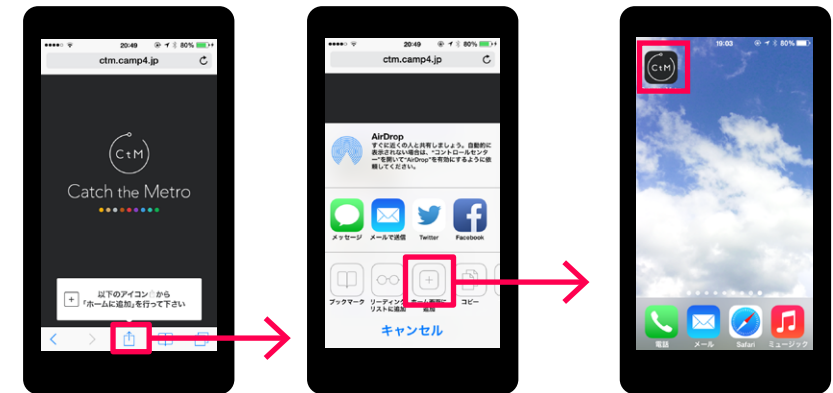 20:49
80%
ctm.camp4.jp
CtM
Catch the Metro
以下のアイコン から
「ホームに追加」を行って下さい
20:49
80%
ctm.camp4.jp
AirDrop
すぐに近くの人と共有しましょう。自動的に
表示されない場合は、"コントロールセンタ
ー"を開いて"AirDrop"を有効にするように依
頼してください。
メッセージ
メールで送信
Twitter
Facebook
ブックマーク
リーディング
リストに追加
ホーム画面に
追加
コピー
キャンセル
19:03
80%
CtM
電話
メール
Safari
ミュージック